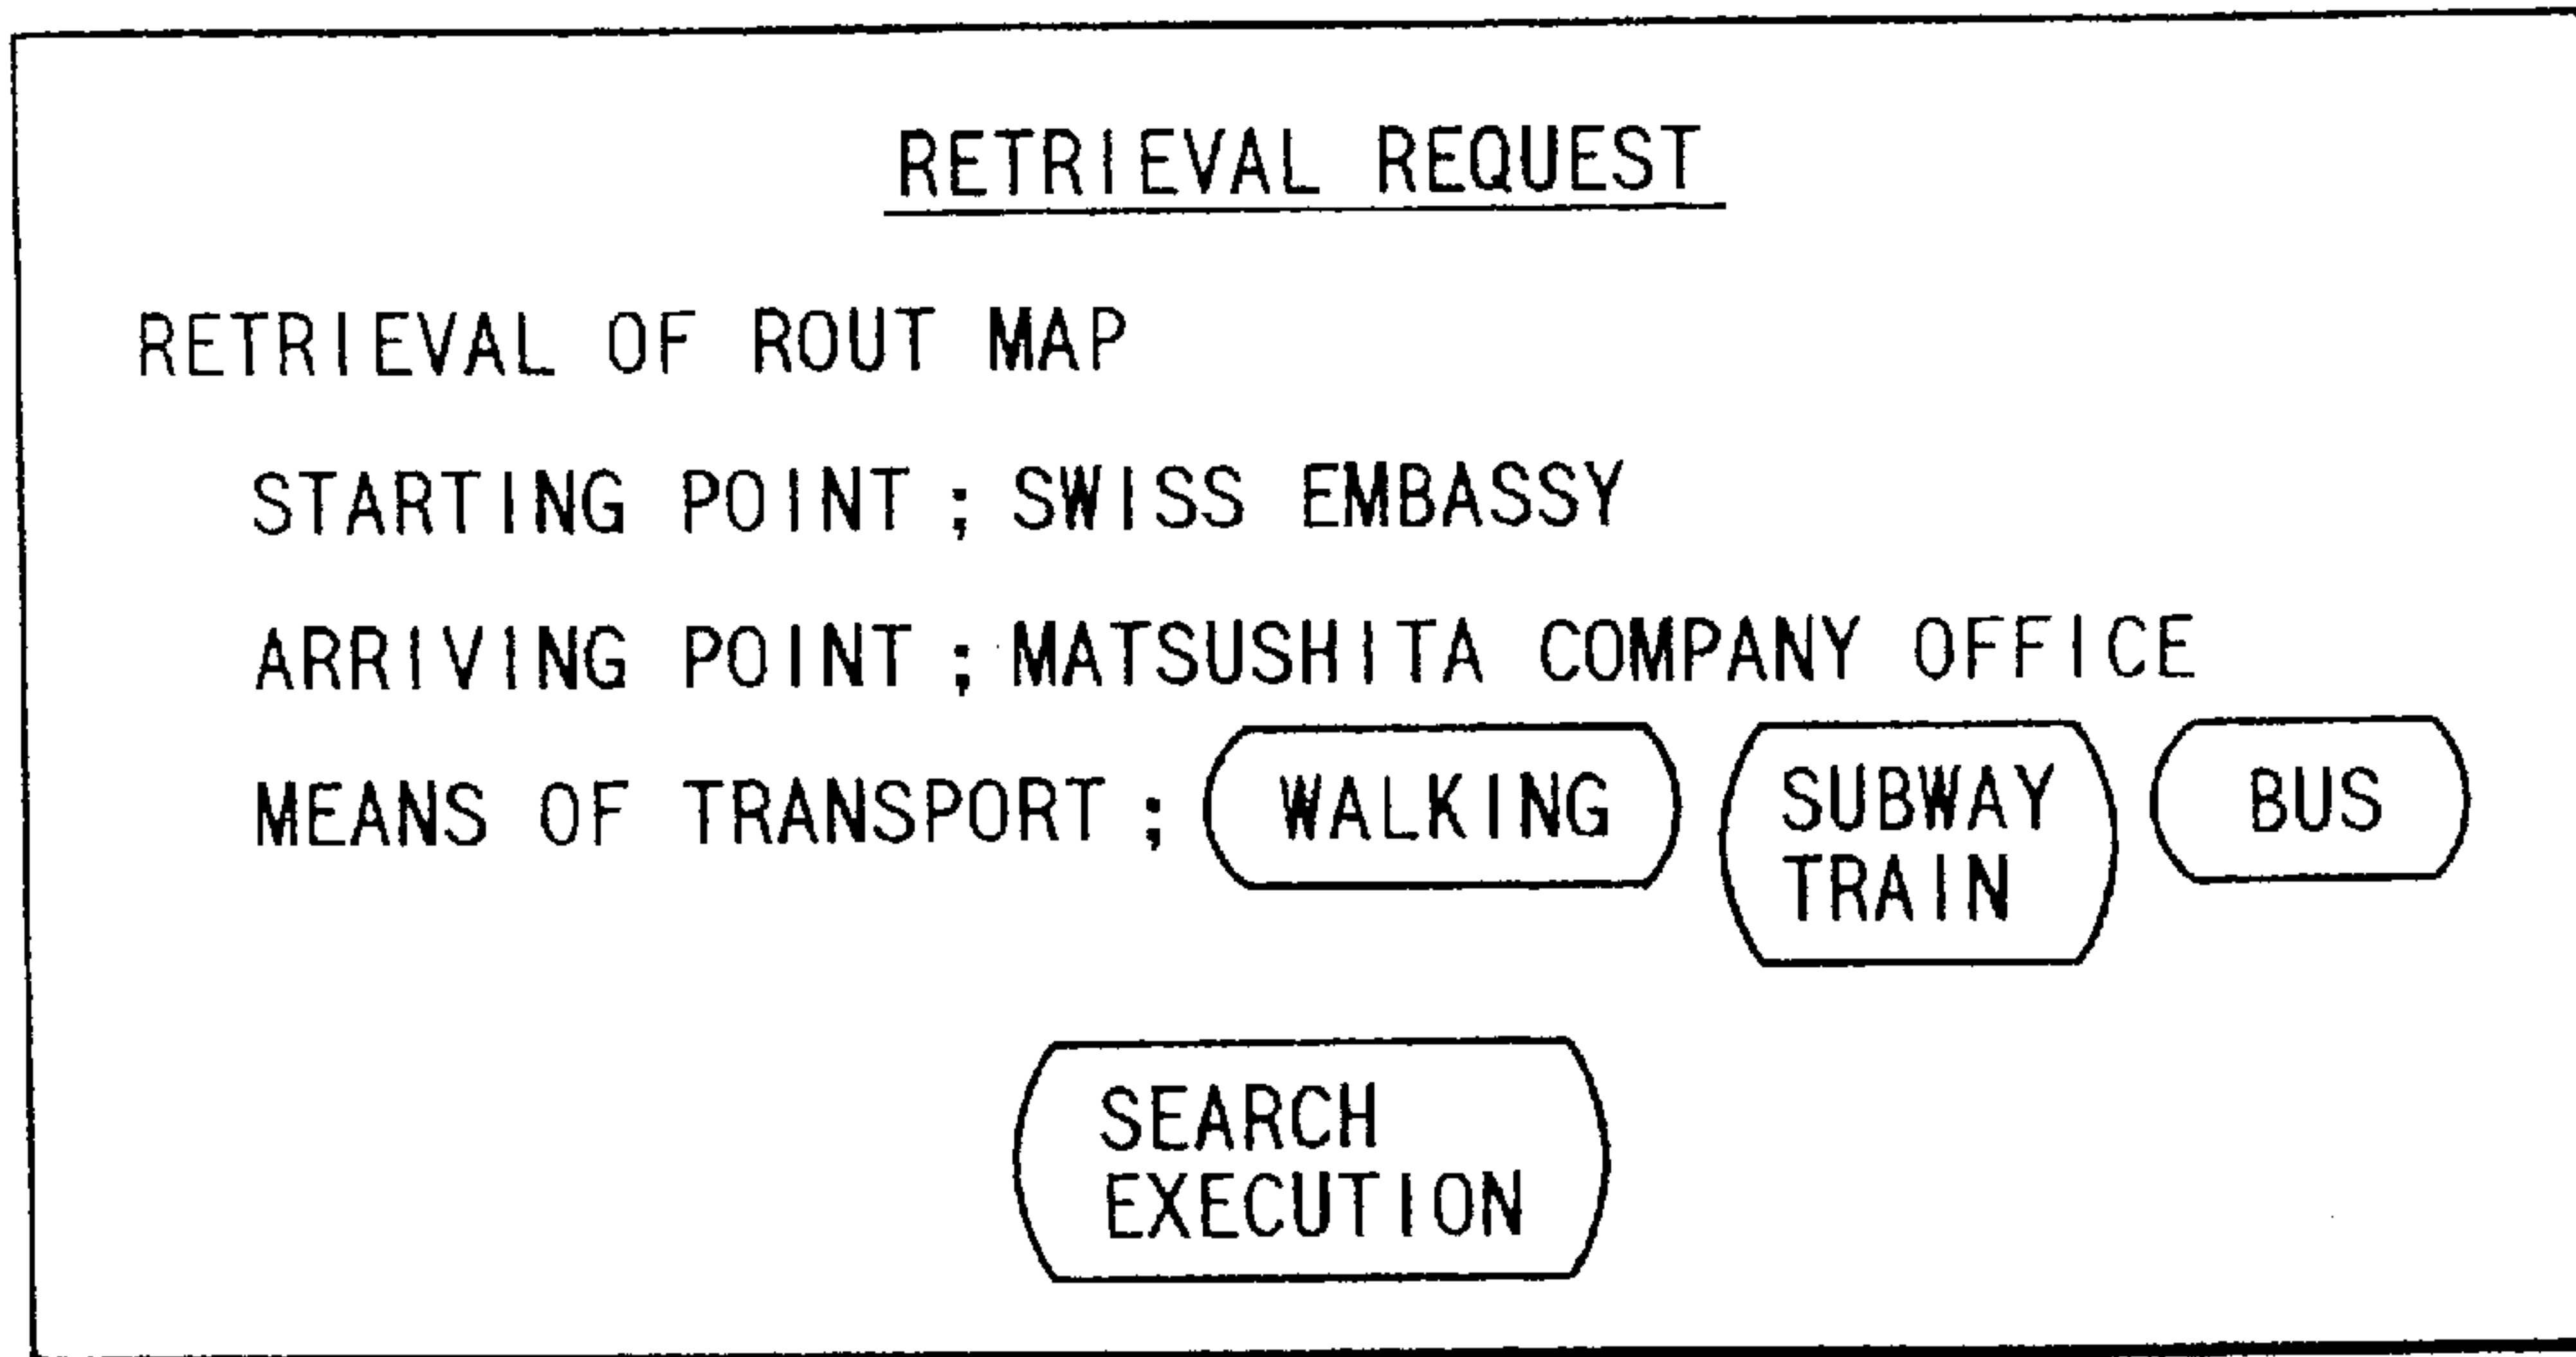 RETRIEVAL REQUEST
RETRIEVAL OF ROUT MAP
STARTING POINT ; SWISS EMBASSY
ARRIVING POINT ; MATSUSHITA COMPANY OFFICE
MEANS OF TRANSPORT ; WALKING SUBWAY TRAIN BUS
SEARCH
EXECUTION